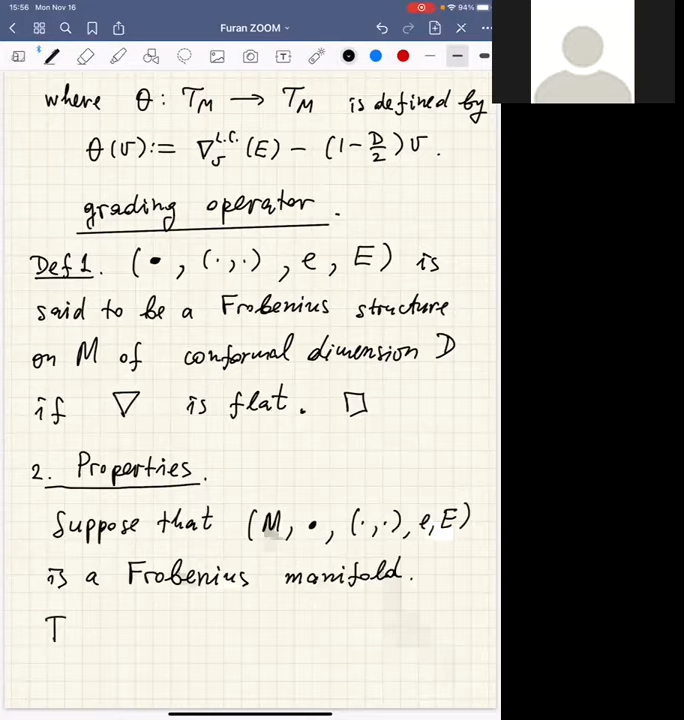 15:56 Mon Nov 16
94%
Furan ZOOM
where θ : T_M ⟶ T_M is defined by
θ(v) := ∇_v^{L.C.} (E) − (1 − D/2) v .
grading operator .
Def 1. (• , (· , ·) , e , E) is
said to be a Frobenius structure
on M of conformal dimension D
if ∇ is flat. □
2. Properties.
Suppose that (M, •, (· , ·), e, E)
is a Frobenius manifold.
T